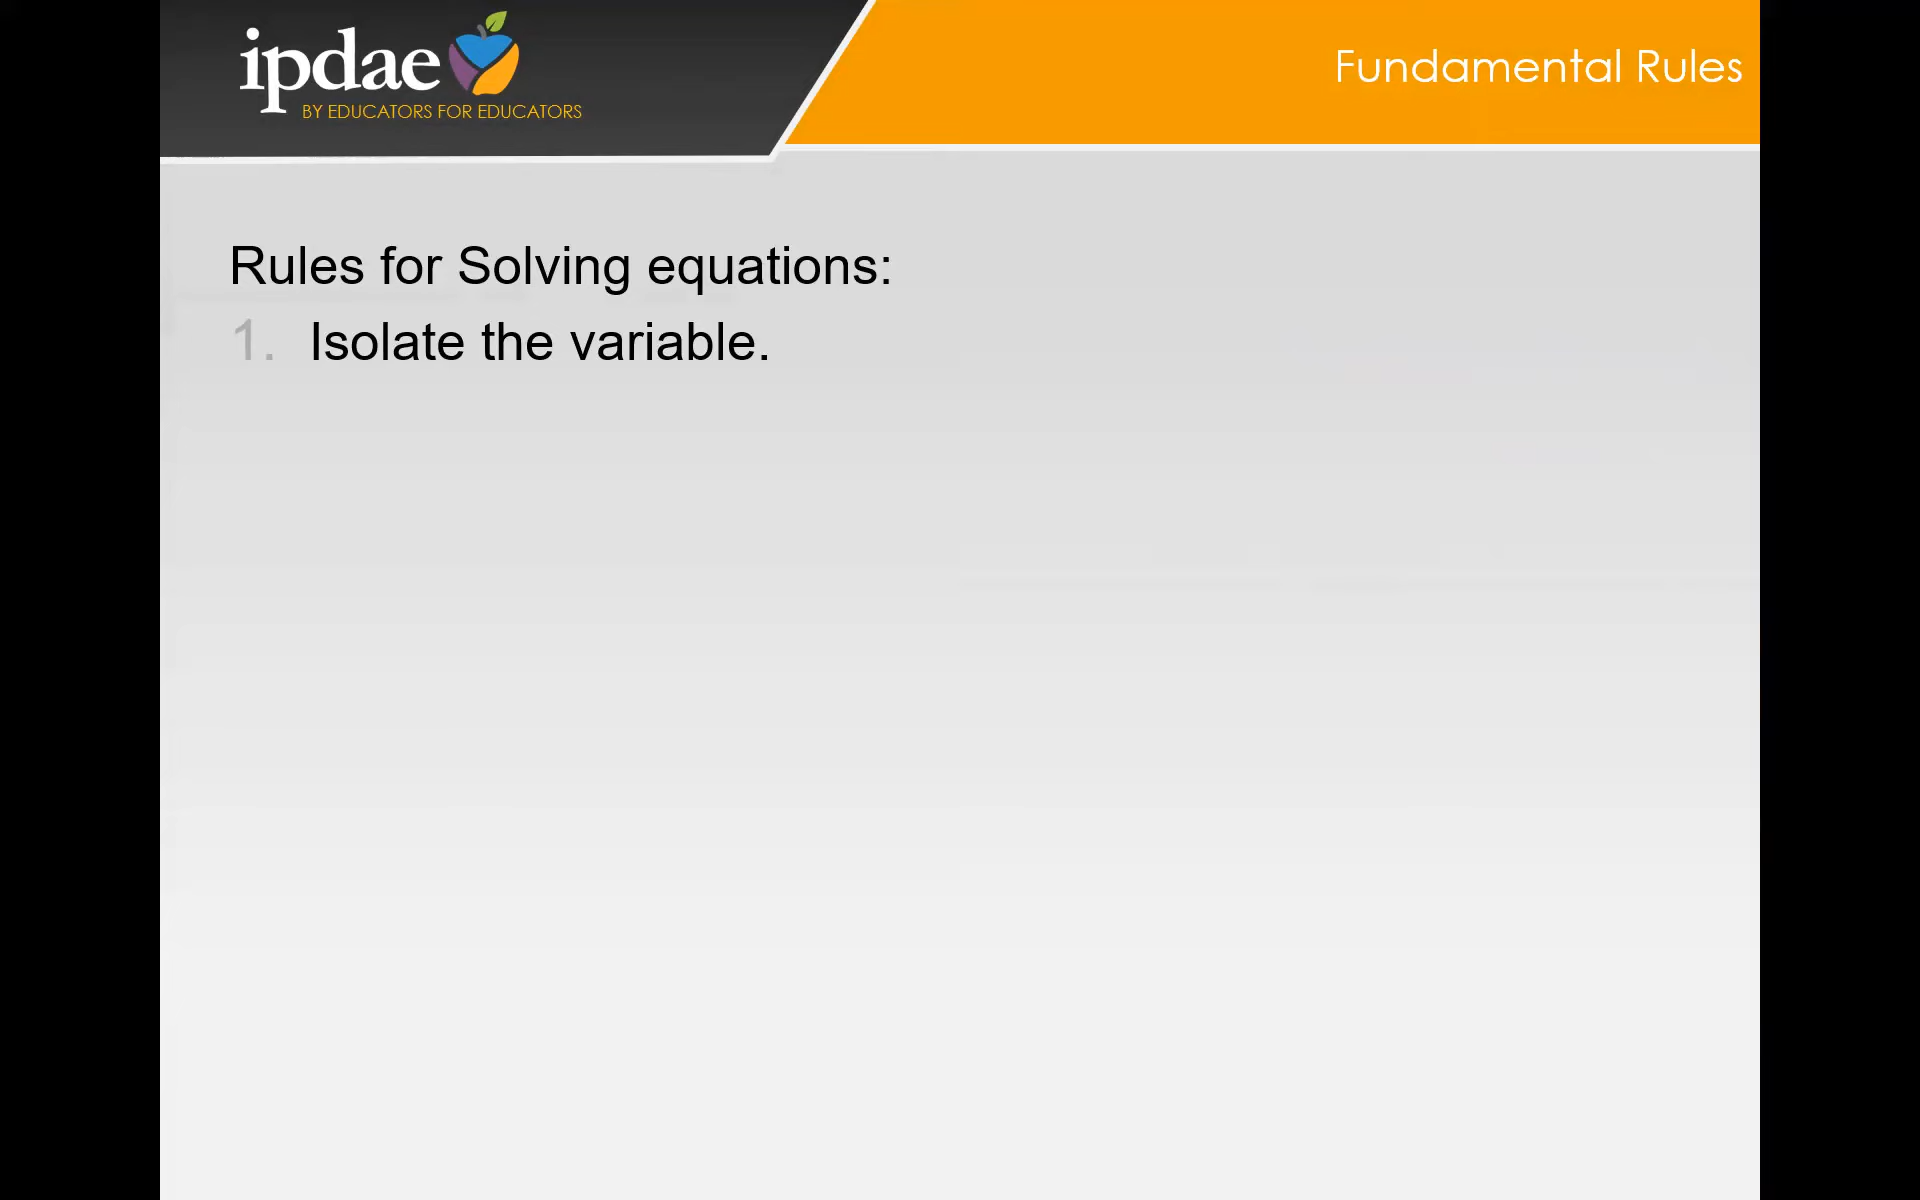 ipdae
BY EDUCATORS FOR EDUCATORS
Fundamental Rules
Rules for Solving equations:
1. Isolate the variable.